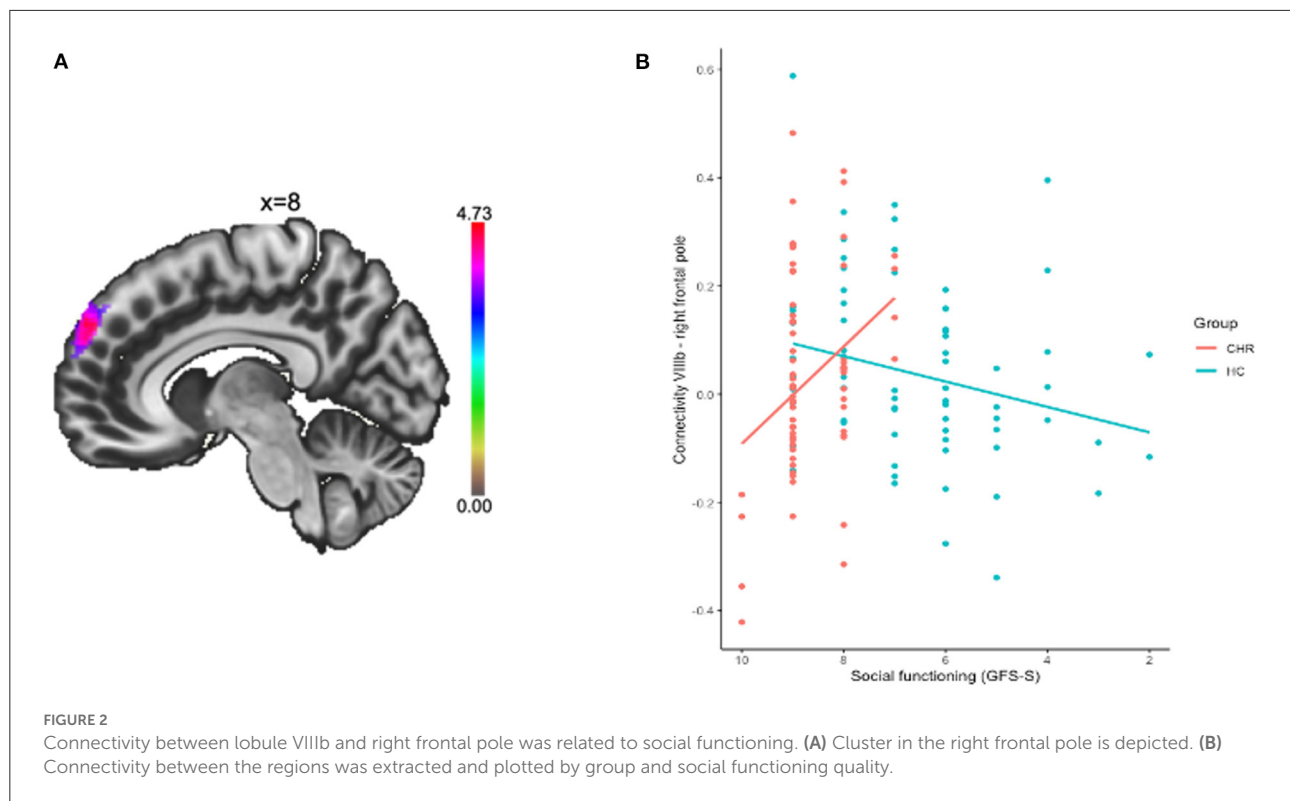 A
x=8
4.73
0.00
B
0.6
0.4
0.2
0.0
-0.2
-0.4
Connectivity VIIIb - right frontal pole
10
8
6
4
2
Social functioning (GFS-S)
Group
CHR
HC
FIGURE 2
Connectivity between lobule VIIIb and right frontal pole was related to social functioning. (A) Cluster in the right frontal pole is depicted. (B)
Connectivity between the regions was extracted and plotted by group and social functioning quality.